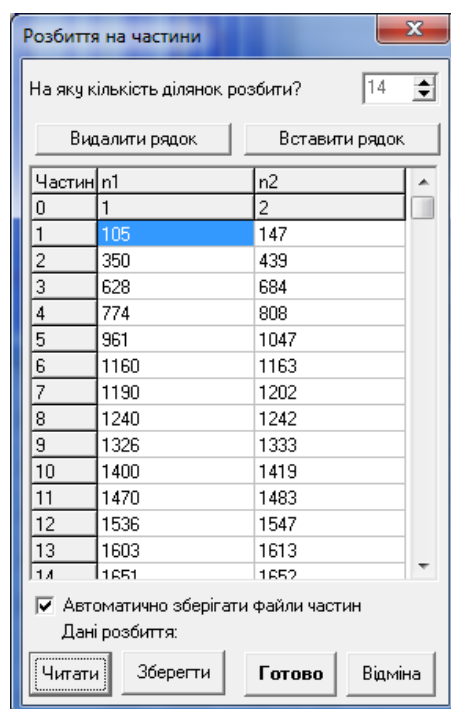 Розбиття на частини
На яку кількість ділянок розбити? 14
Видалити рядок Вставити рядок
Частин n1 n2
0 1 2
1 105 147
2 350 439
3 628 684
4 774 808
5 961 1047
6 1160 1163
7 1190 1202
8 1240 1242
9 1326 1333
10 1400 1419
11 1470 1483
12 1536 1547
13 1603 1613
14 1651 1652
Автоматично зберігати файли частин
Дані розбиття:
Читати Зберегти Готово Відміна